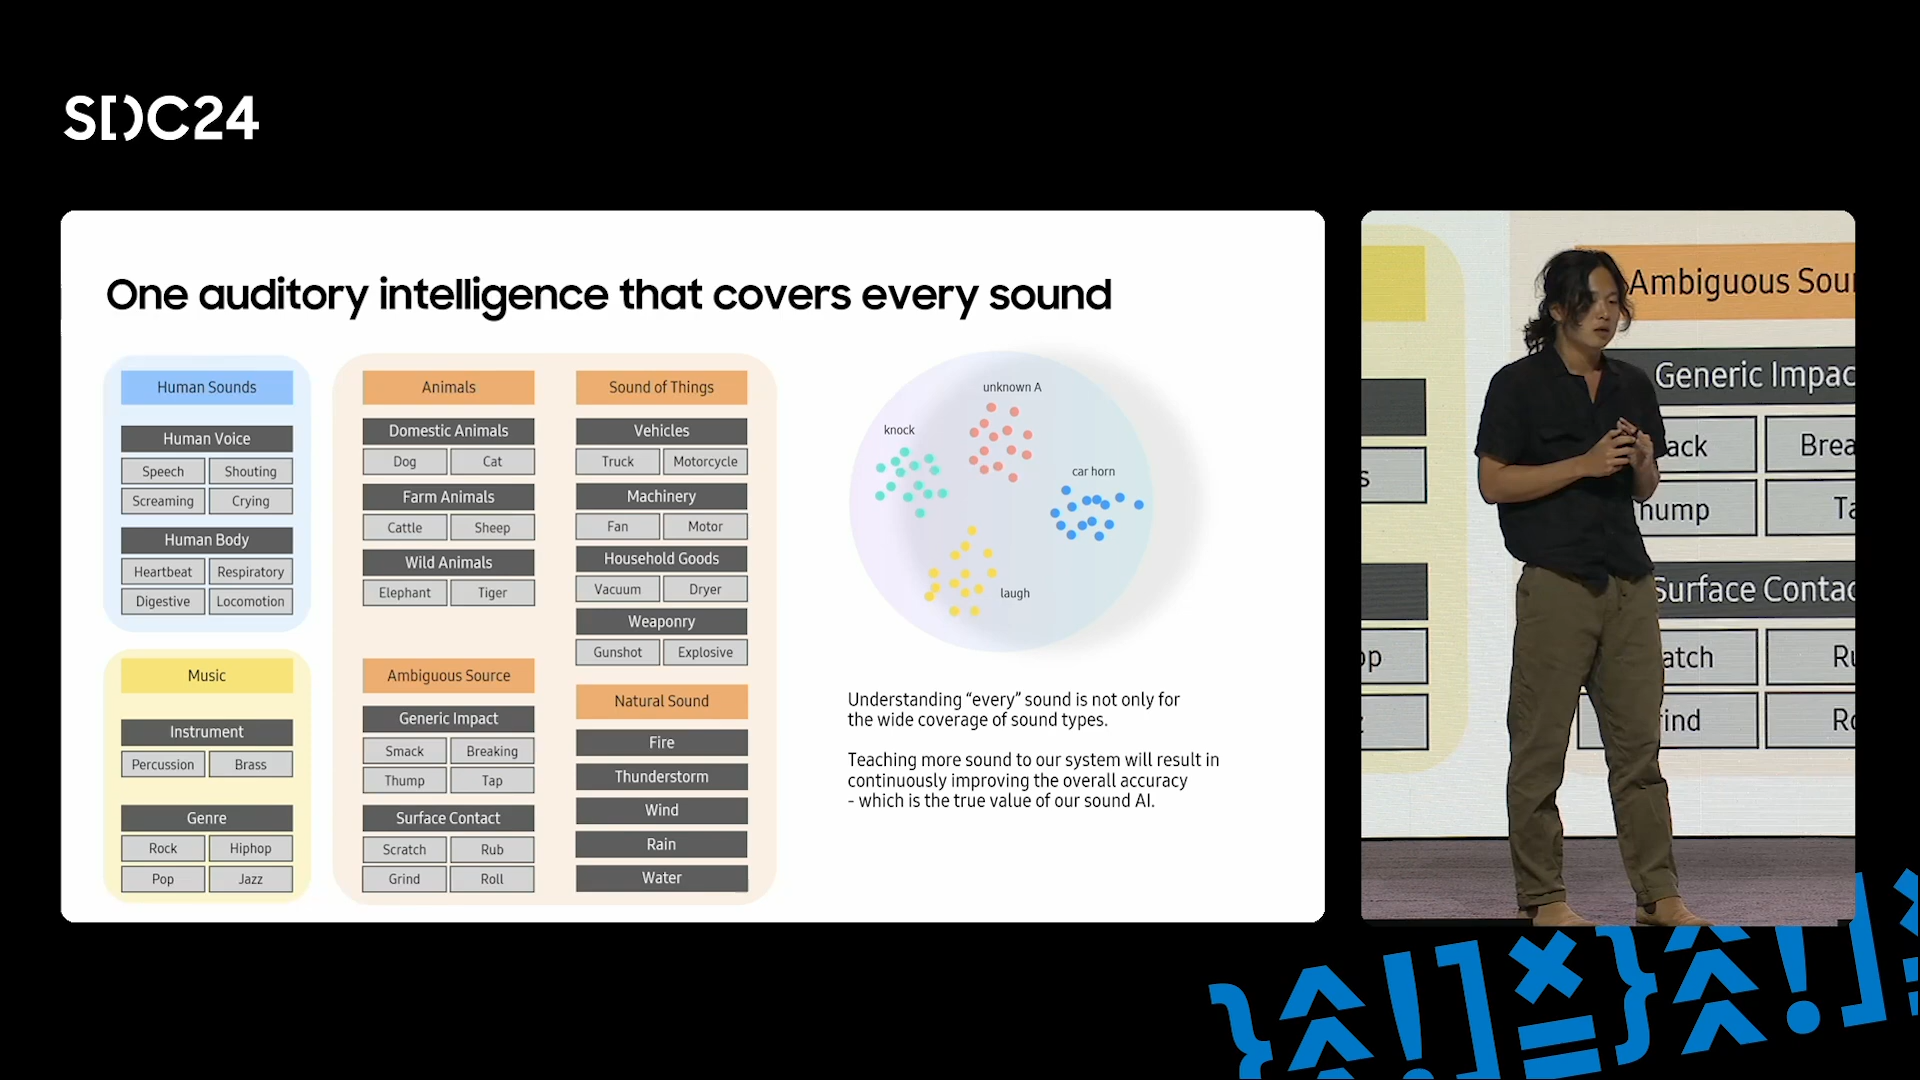 SDC24
One auditory intelligence that covers every sound
Human Sounds
Human Voice
Speech Shouting
Screaming Crying
Human Body
Heartbeat Respiratory
Digestive Locomotion
Music
Instrument
Percussion Brass
Genre
Rock Hiphop
Pop Jazz
Animals
Domestic Animals
Dog Cat
Farm Animals
Cattle Sheep
Wild Animals
Elephant Tiger
Ambiguous Source
Generic Impact
Smack Breaking
Thump Tap
Surface Contact
Scratch Rub
Grind Roll
Sound of Things
Vehicles
Truck Motorcycle
Machinery
Fan Motor
Household Goods
Vacuum Dryer
Weaponry
Gunshot Explosive
Natural Sound
Fire
Thunderstorm
Wind
Rain
Water
unknown A
knock
car horn
laugh
Understanding “every” sound is not only for
the wide coverage of sound types.
Teaching more sound to our system will result in
continuously improving the overall accuracy
- which is the true value of our sound AI.
Ambiguous Sour
Generic Impac
ack Brea
hump Ta
Surface Contac
atch Ru
rind Ro